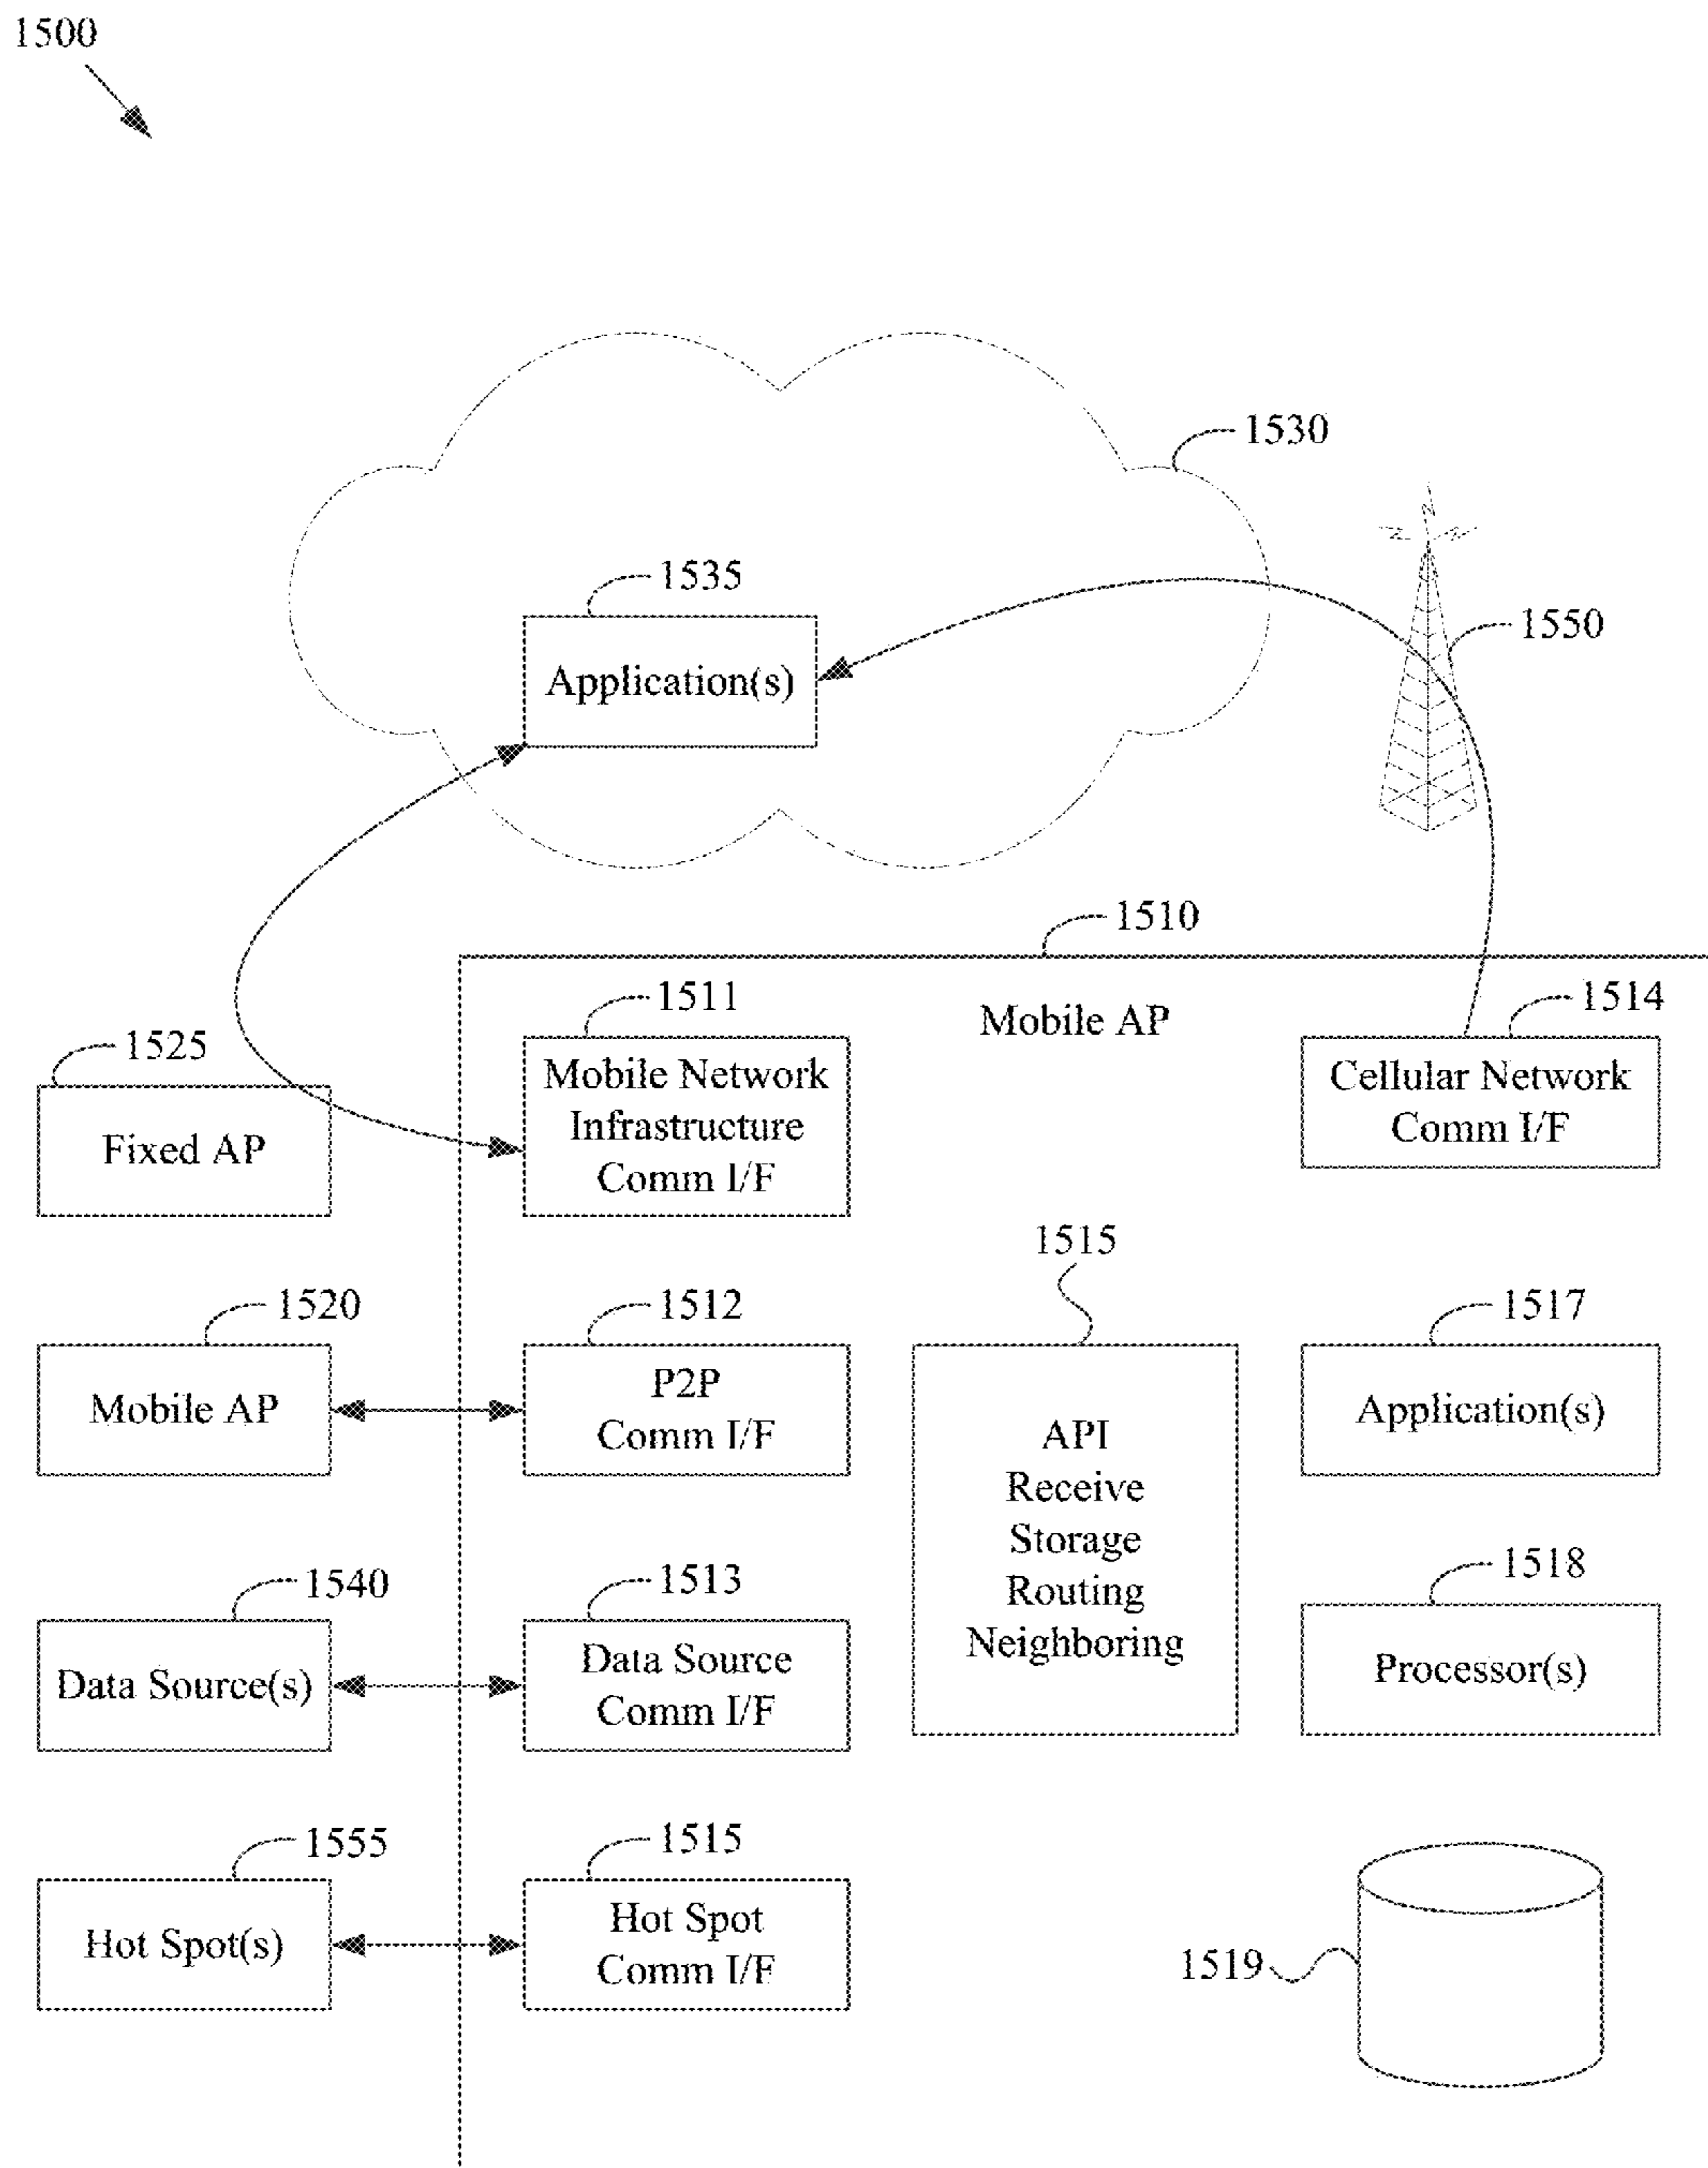 1500
1530
1535
Application(s)
1550
1510
Mobile AP
1511
Mobile Network
Infrastructure
Comm I/F
1514
Cellular Network
Comm I/F
1525
Fixed AP
1520
Mobile AP
1512
P2P
Comm I/F
1515
API
Receive
Storage
Routing
Neighboring
1517
Application(s)
1540
Data Source(s)
1513
Data Source
Comm I/F
1518
Processor(s)
1555
Hot Spot(s)
1515
Hot Spot
Comm I/F
1519